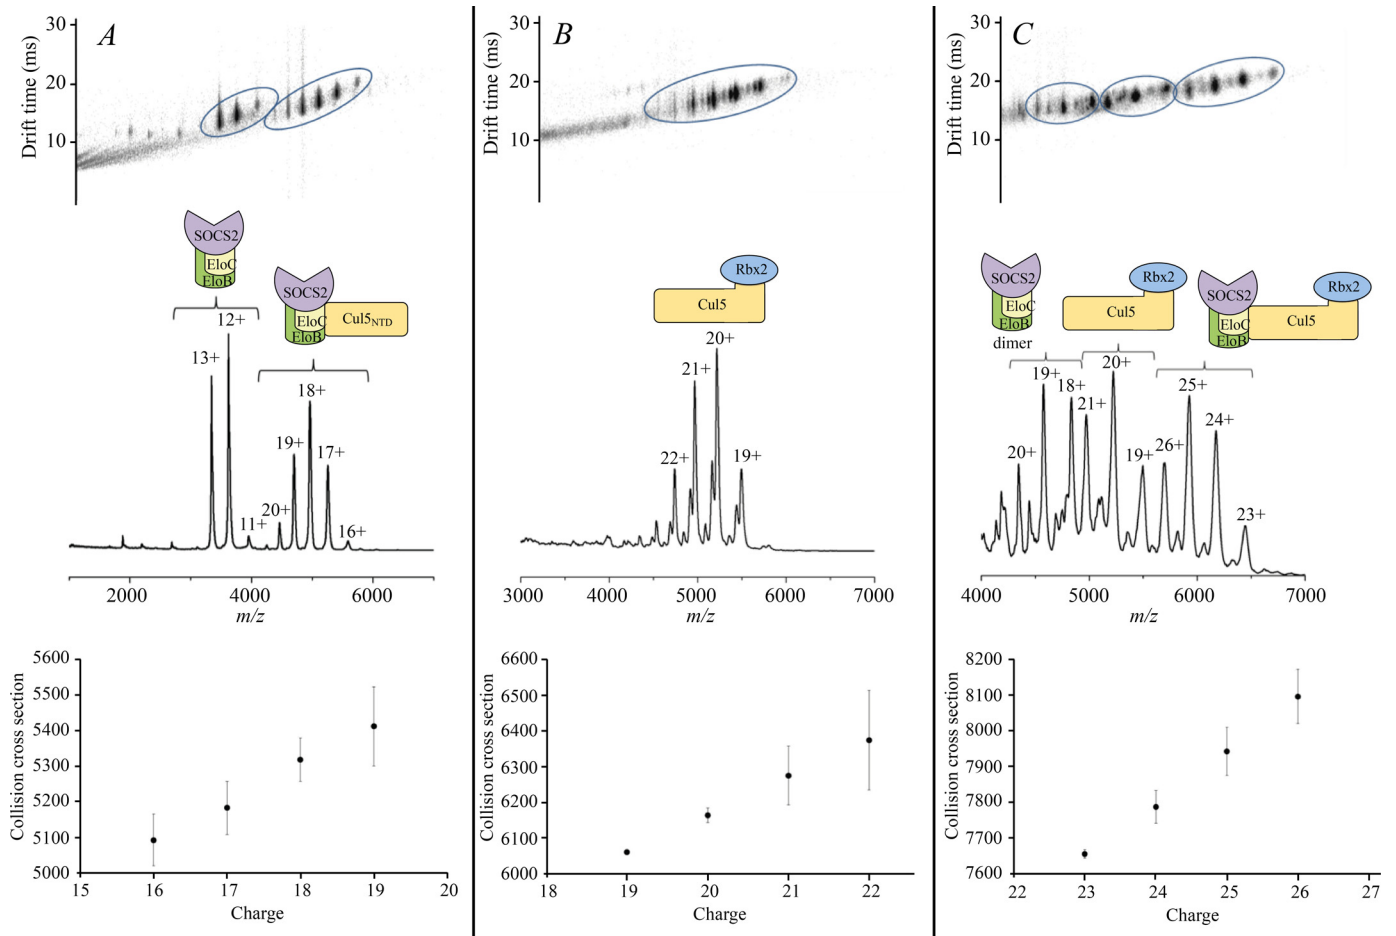 A
Drift time (ms)
30
20
10
SOCS2
EloC
EloB
SOCS2
EloC
EloB
Cul5NTD
13+
12+
11+
20+
19+
18+
17+
16+
2000 4000 6000
m/z
Collision cross section
5600
5500
5400
5300
5200
5100
5000
15 16 17 18 19 20
Charge
B
Drift time (ms)
30
20
10
Rbx2
Cul5
22+
21+
20+
19+
3000 4000 5000 6000 7000
m/z
Collision cross section
6600
6500
6400
6300
6200
6100
6000
18 19 20 21 22
Charge
C
Drift time (ms)
30
20
10
SOCS2
EloC
EloB
dimer
Rbx2
Cul5
SOCS2
EloC
EloB
Cul5
Rbx2
20+
19+
18+
21+
20+
19+
26+
25+
24+
23+
4000 5000 6000 7000
m/z
Collision cross section
8200
8100
8000
7900
7800
7700
7600
22 23 24 25 26 27
Charge